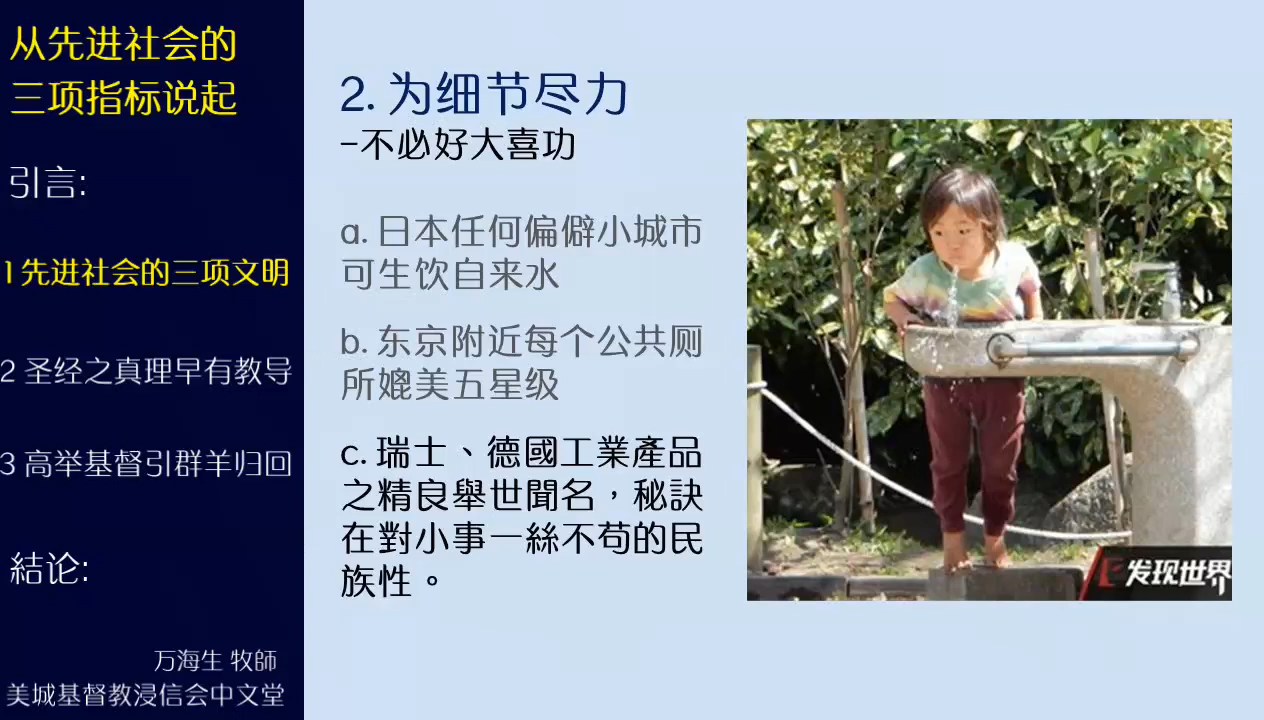 从先进社会的
三项指标说起
引言:
1先进社会的三项文明
2 圣经之真理早有教导
3 高举基督引群羊归回
結论:
万海生 牧師
美城基督教浸信会中文堂
2. 为细节尽力
-不必好大喜功
a. 日本任何偏僻小城市
可生饮自来水
b. 东京附近每个公共厕
所媲美五星级
c. 瑞士、德國工業產品
之精良舉世聞名，秘訣
在對小事一絲不苟的民
族性。
发现世界